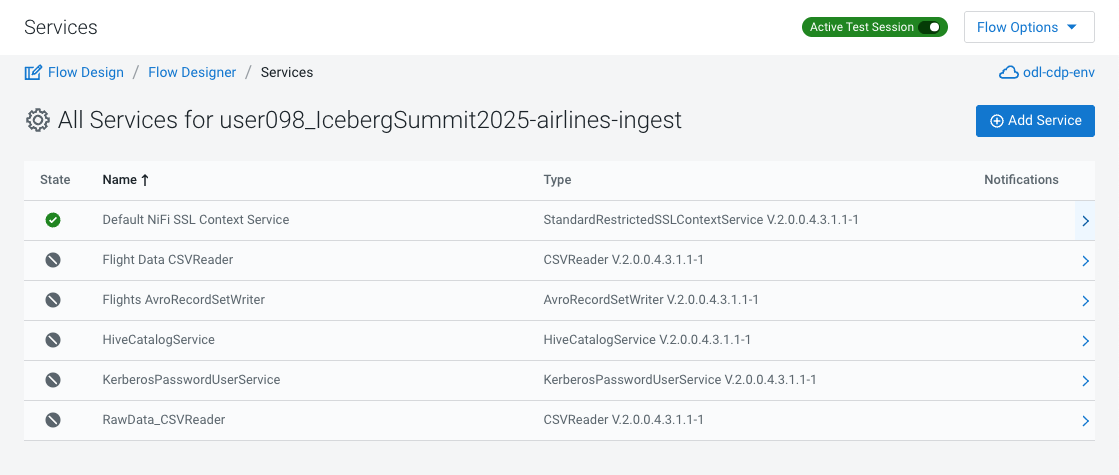 Services
Active Test Session
Flow Options
Flow Design / Flow Designer / Services
odl-cdp-env
All Services for user098_IcebergSummit2025-airlines-ingest
Add Service
State Name ↑ Type Notifications
Default NiFi SSL Context Service StandardRestrictedSSLContextService V.2.0.0.4.3.1.1-1
Flight Data CSVReader CSVReader V.2.0.0.4.3.1.1-1
Flights AvroRecordSetWriter AvroRecordSetWriter V.2.0.0.4.3.1.1-1
HiveCatalogService HiveCatalogService V.2.0.0.4.3.1.1-1
KerberosPasswordUserService KerberosPasswordUserService V.2.0.0.4.3.1.1-1
RawData_CSVReader CSVReader V.2.0.0.4.3.1.1-1